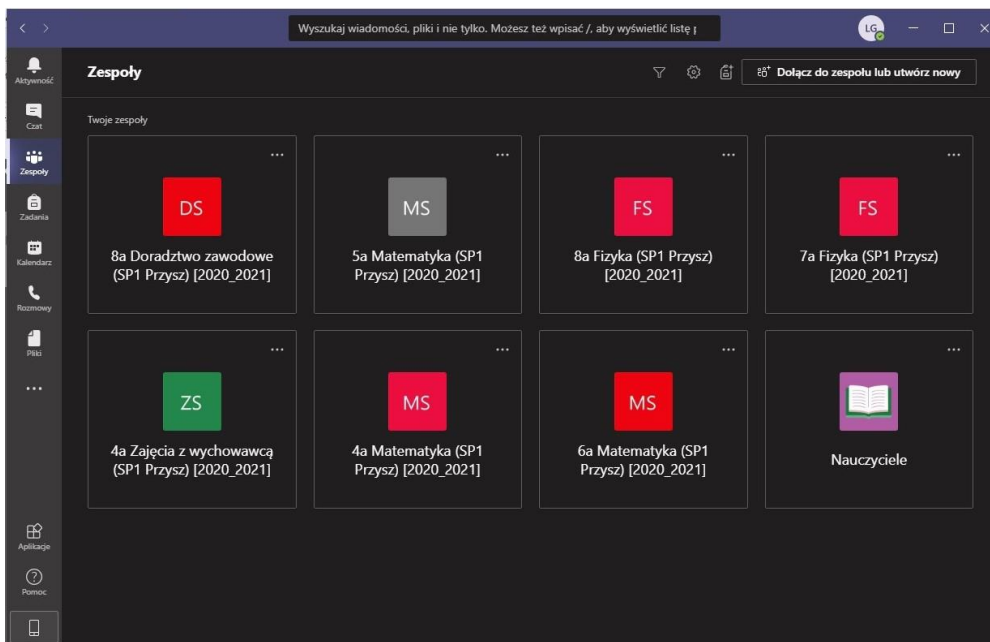 Wyszukaj wiadomości, pliki i nie tylko. Możesz też wpisać /, aby wyświetlić listę p
LG
Aktywność
Czat
Zespoły
Zadania
Kalendarz
Rozmowy
Pliki
Aplikacje
Pomoc
Zespoły
Dołącz do zespołu lub utwórz nowy
Twoje zespoły
DS
8a Doradztwo zawodowe
(SP1 Przysz) [2020_2021]
MS
5a Matematyka (SP1
Przysz) [2020_2021]
FS
8a Fizyka (SP1 Przysz)
[2020_2021]
FS
7a Fizyka (SP1 Przysz)
[2020_2021]
ZS
4a Zajęcia z wychowawcą
(SP1 Przysz) [2020_2021]
MS
4a Matematyka (SP1
Przysz) [2020_2021]
MS
6a Matematyka (SP1
Przysz) [2020_2021]
Nauczyciele